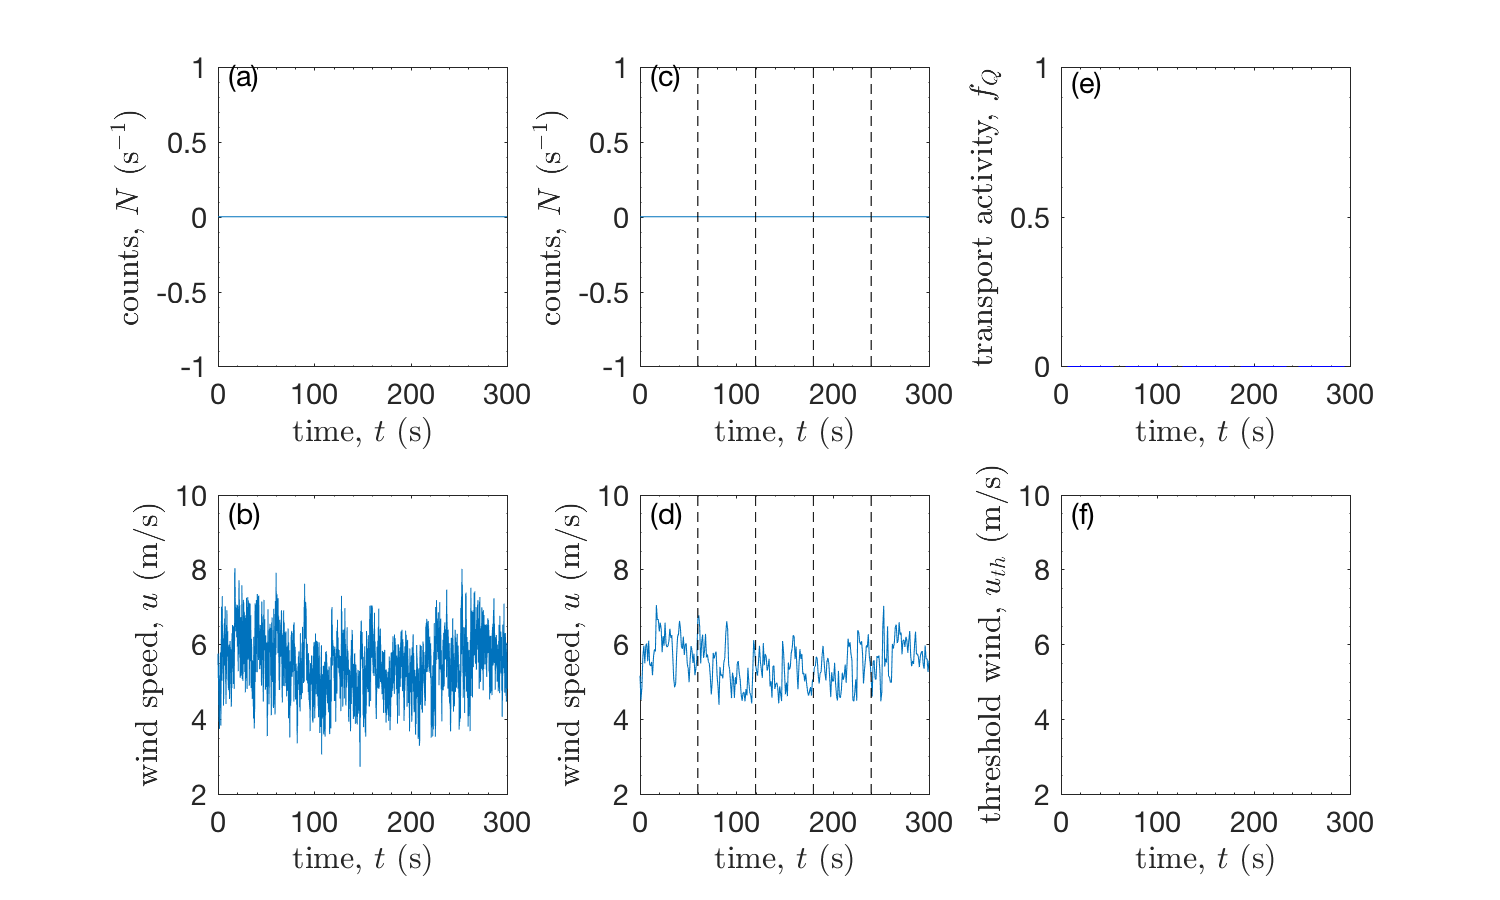 (a)
1
0.5
0
-0.5
-1
counts, N (s⁻¹)
0 100 200 300
time, t (s)
(c)
1
0.5
0
-0.5
-1
counts, N (s⁻¹)
0 100 200 300
time, t (s)
(e)
1
0.5
0
transport activity, f_Q
0 100 200 300
time, t (s)
(b)
10
8
6
4
2
wind speed, u (m/s)
0 100 200 300
time, t (s)
(d)
10
8
6
4
2
wind speed, u (m/s)
0 100 200 300
time, t (s)
(f)
10
8
6
4
2
threshold wind, u_th (m/s)
0 100 200 300
time, t (s)